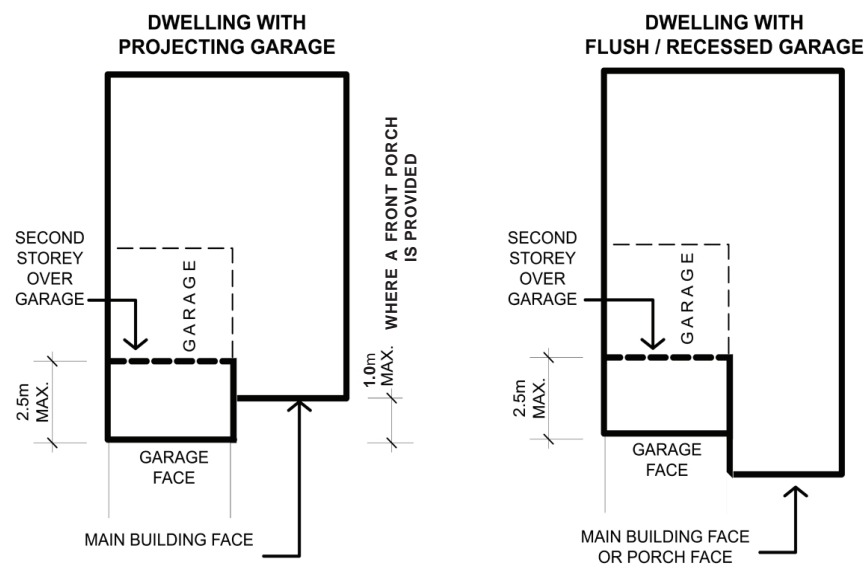 DWELLING WITH
PROJECTING GARAGE
SECOND
STOREY
OVER
GARAGE
GARAGE
2.5m
MAX.
1.0m
MAX.
WHERE A FRONT PORCH
IS PROVIDED
GARAGE
FACE
MAIN BUILDING FACE
DWELLING WITH
FLUSH / RECESSED GARAGE
SECOND
STOREY
OVER
GARAGE
GARAGE
2.5m
MAX.
GARAGE
FACE
MAIN BUILDING FACE
OR PORCH FACE